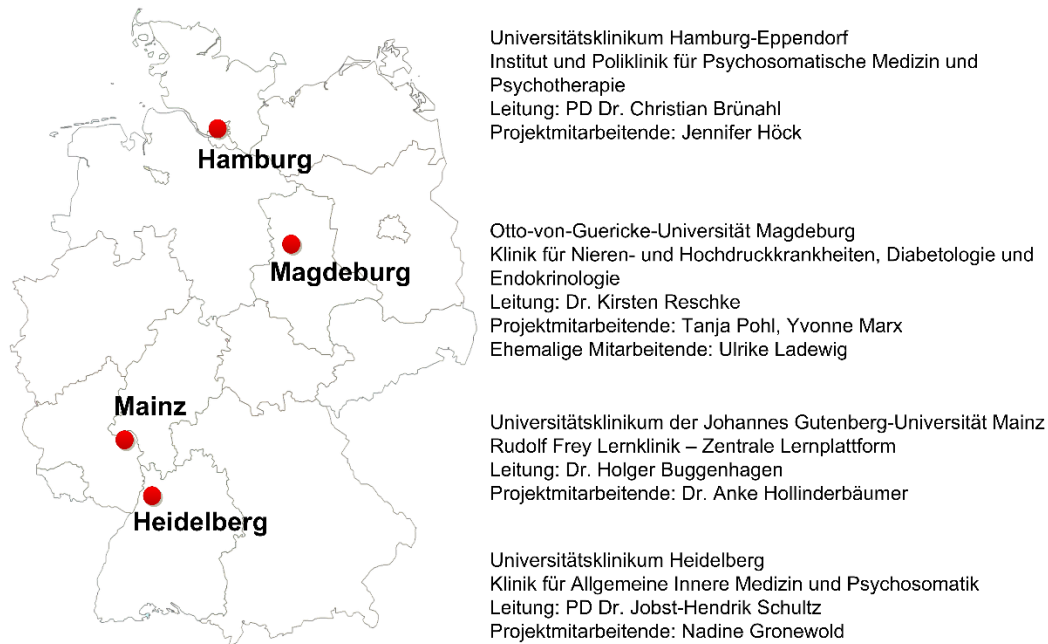 Hamburg
Magdeburg
Mainz
Heidelberg
Universitätsklinikum Hamburg-Eppendorf
Institut und Poliklinik für Psychosomatische Medizin und
Psychotherapie
Leitung: PD Dr. Christian Brünahl
Projektmitarbeitende: Jennifer Höck
Otto-von-Guericke-Universität Magdeburg
Klinik für Nieren- und Hochdruckkrankheiten, Diabetologie und
Endokrinologie
Leitung: Dr. Kirsten Reschke
Projektmitarbeitende: Tanja Pohl, Yvonne Marx
Ehemalige Mitarbeitende: Ulrike Ladewig
Universitätsklinikum der Johannes Gutenberg-Universität Mainz
Rudolf Frey Lernklinik – Zentrale Lernplattform
Leitung: Dr. Holger Buggenhagen
Projektmitarbeitende: Dr. Anke Hollinderbäumer
Universitätsklinikum Heidelberg
Klinik für Allgemeine Innere Medizin und Psychosomatik
Leitung: PD Dr. Jobst-Hendrik Schultz
Projektmitarbeitende: Nadine Gronewold